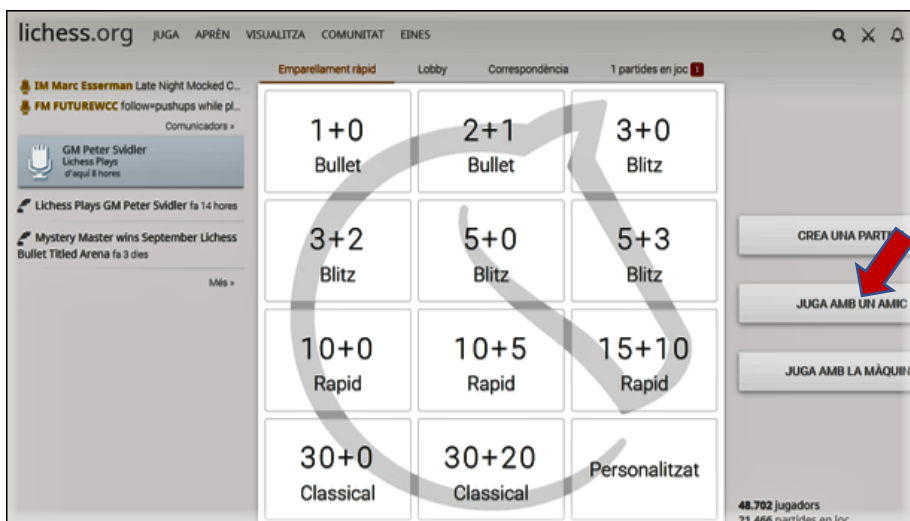 lichess.org JUGA APRÈN VISUALITZA COMUNITAT EINES
Emparellament ràpid Lobby Correspondència 1 partides en joc 1
IM Marc Esserman Late Night Mocked C...
FM FUTUREWCC follow=pushups while pl...
Comunicadors »
GM Peter Svidler
Lichess Plays
d'aquí 8 hores
Lichess Plays GM Peter Svidler fa 14 hores
Mystery Master wins September Lichess
Bullet Titled Arena fa 3 dies
Més »
1+0
Bullet
2+1
Bullet
3+0
Blitz
3+2
Blitz
5+0
Blitz
5+3
Blitz
10+0
Rapid
10+5
Rapid
15+10
Rapid
30+0
Classical
30+20
Classical
Personalitzat
CREA UNA PARTI
JUGA AMB UN AMIC
JUGA AMB LA MÀQUIN
48.702 jugadors
21.466 partides en joc